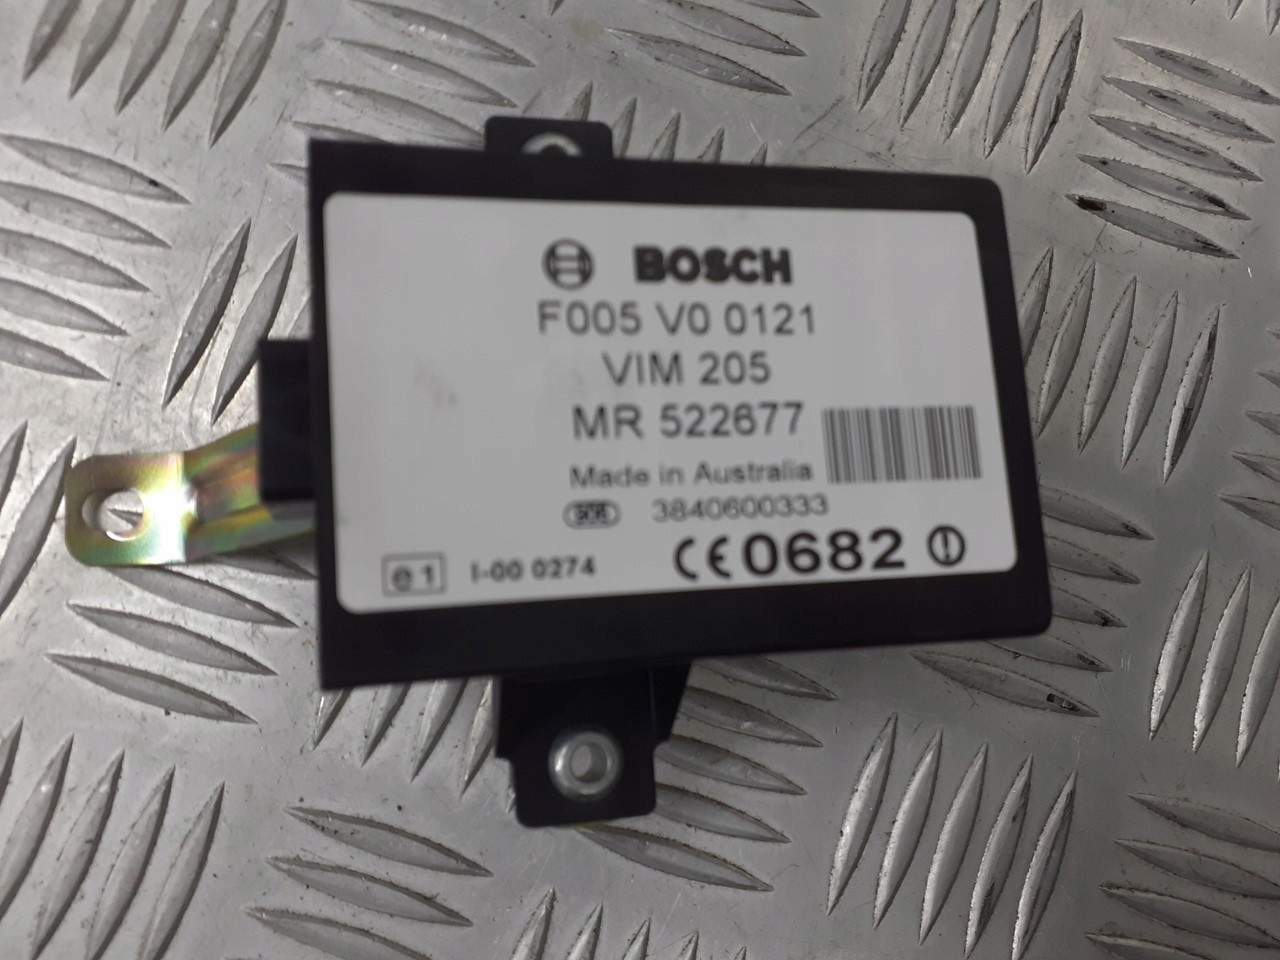 BOSCH
F005 V0 0121
VIM 205
MR 522677
Made in Australia
3840600333
e1 I-00 0274 CE0682